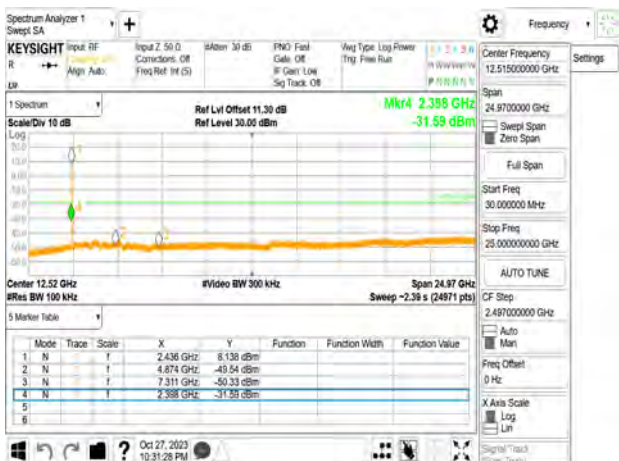 Spectrum Analyzer 1
Swept SA
+
Frequency
KEYSIGHT
Input: RF
Input Z: 50 Ω
#Atten: 30 dB
PNO: Fast
Avg Type: Log-Power
R
Align: Auto
Corrections: Off
Freq Ref: Int (S)
Gate: Off
IF Gain: Low
Sig Track: Off
Trig: Free Run
P N N N N N
Center Frequency
12.515000000 GHz
Settings
Span
24.9700000 GHz
Swept Span
Zero Span
Full Span
Start Freq
30.000000 MHz
Stop Freq
25.000000000 GHz
AUTO TUNE
CF Step
2.497000000 GHz
Auto
Man
Freq Offset
0 Hz
X Axis Scale
Log
Lin
Signal Track
1 Spectrum
Ref Lvl Offset 11.30 dB
Mkr4 2.398 GHz
Scale/Div 10 dB
Ref Level 30.00 dBm
-31.59 dBm
Log
Center 12.52 GHz
#Video BW 300 kHz
Span 24.97 GHz
#Res BW 100 kHz
Sweep ~2.39 s (24971 pts)
5 Marker Table
Mode Trace Scale X Y Function Function Width Function Value
1 N f 2.436 GHz 8.138 dBm
2 N f 4.874 GHz -49.54 dBm
3 N f 7.311 GHz -50.33 dBm
4 N f 2.398 GHz -31.59 dBm
5
6
?
Oct 27, 2023
10:31:28 PM